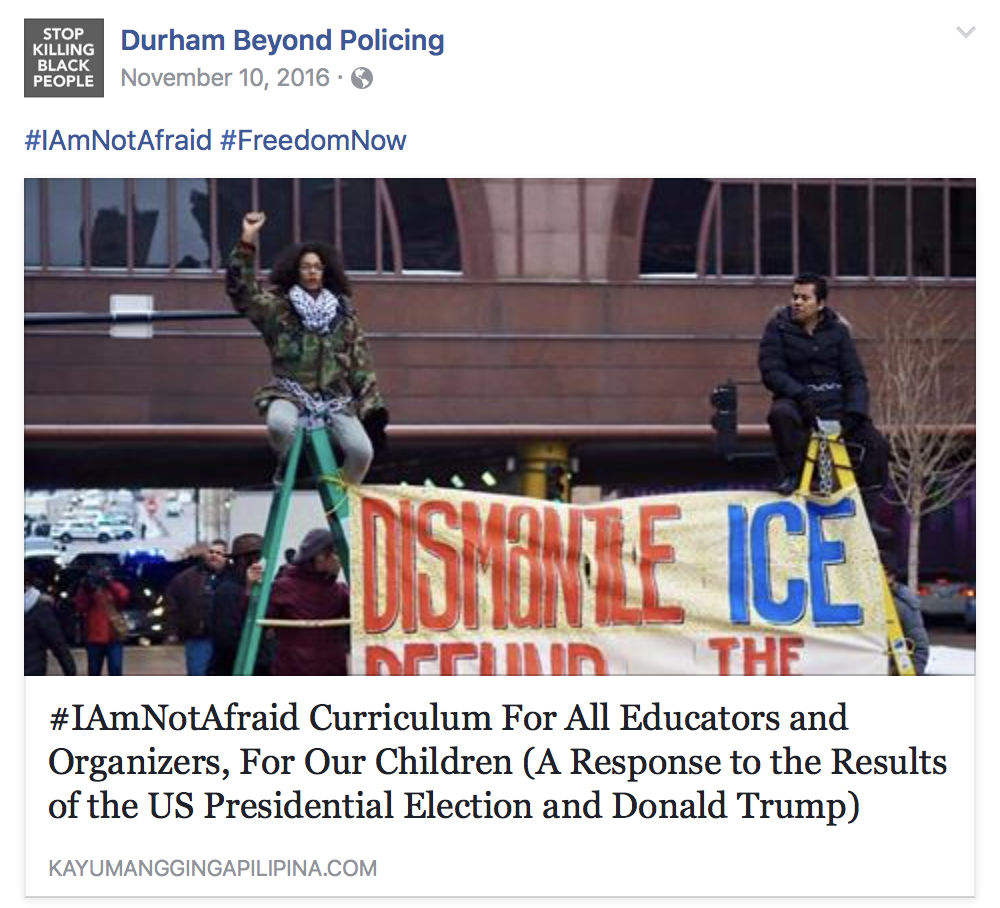 STOP
KILLING
BLACK
PEOPLE
Durham Beyond Policing
November 10, 2016 ·
#IAmNotAfraid #FreedomNow
DISMaNTLE ICE
DEFUND THE
#IAmNotAfraid Curriculum For All Educators and
Organizers, For Our Children (A Response to the Results
of the US Presidential Election and Donald Trump)
KAYUMANGGINGAPILIPINA.COM